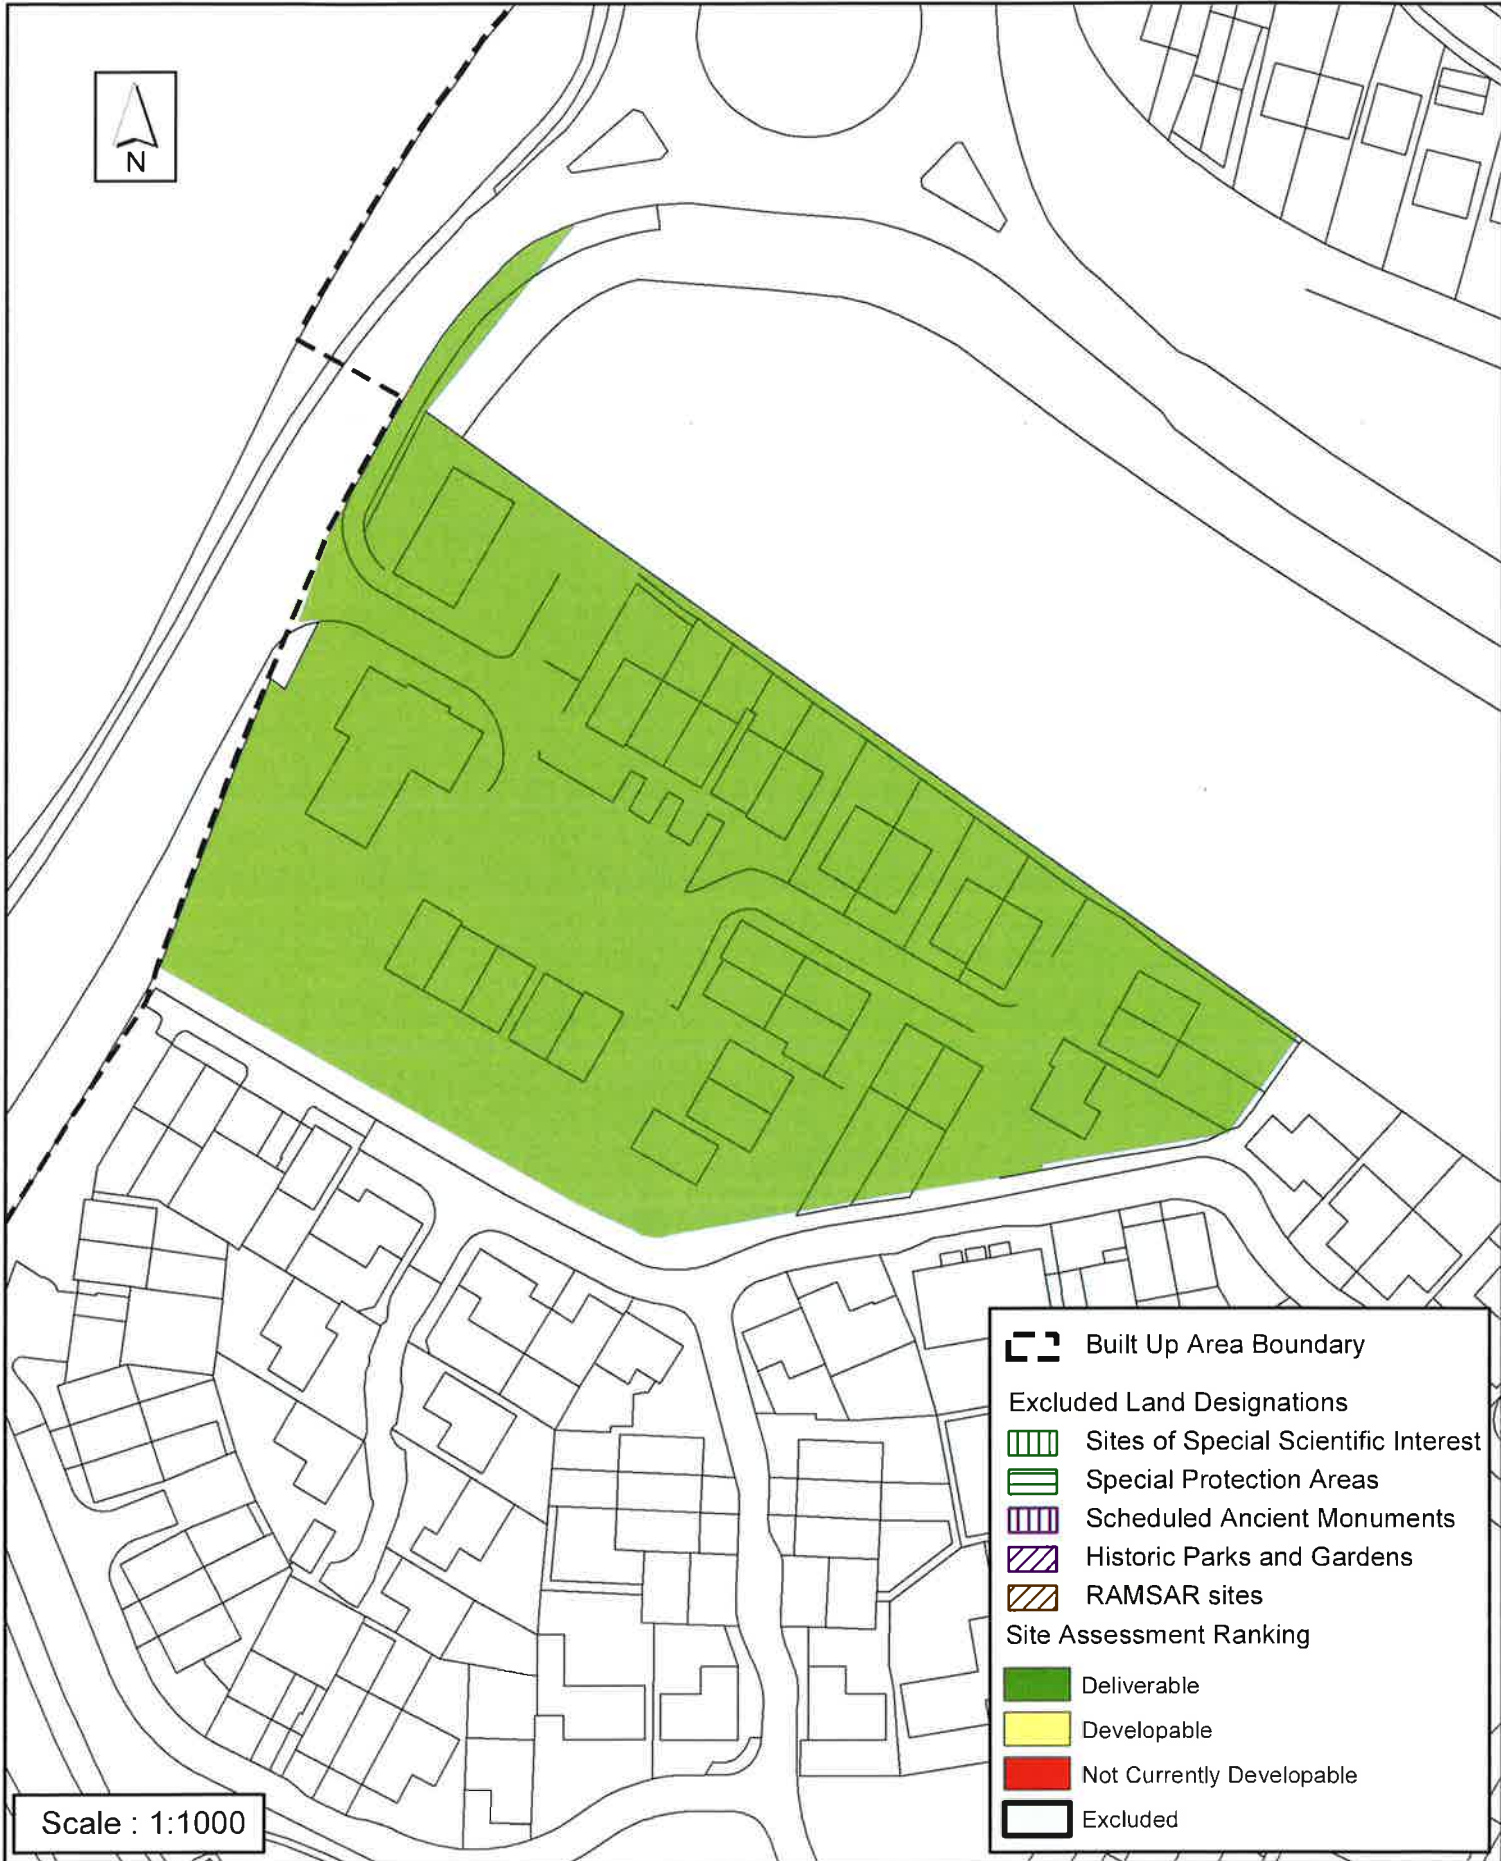 N
Built Up Area Boundary
Excluded Land Designations
Sites of Special Scientific Interest
Special Protection Areas
Scheduled Ancient Monuments
Historic Parks and Gardens
RAMSAR sites
Site Assessment Ranking
Deliverable
Developable
Not Currently Developable
Excluded
Scale : 1:1000